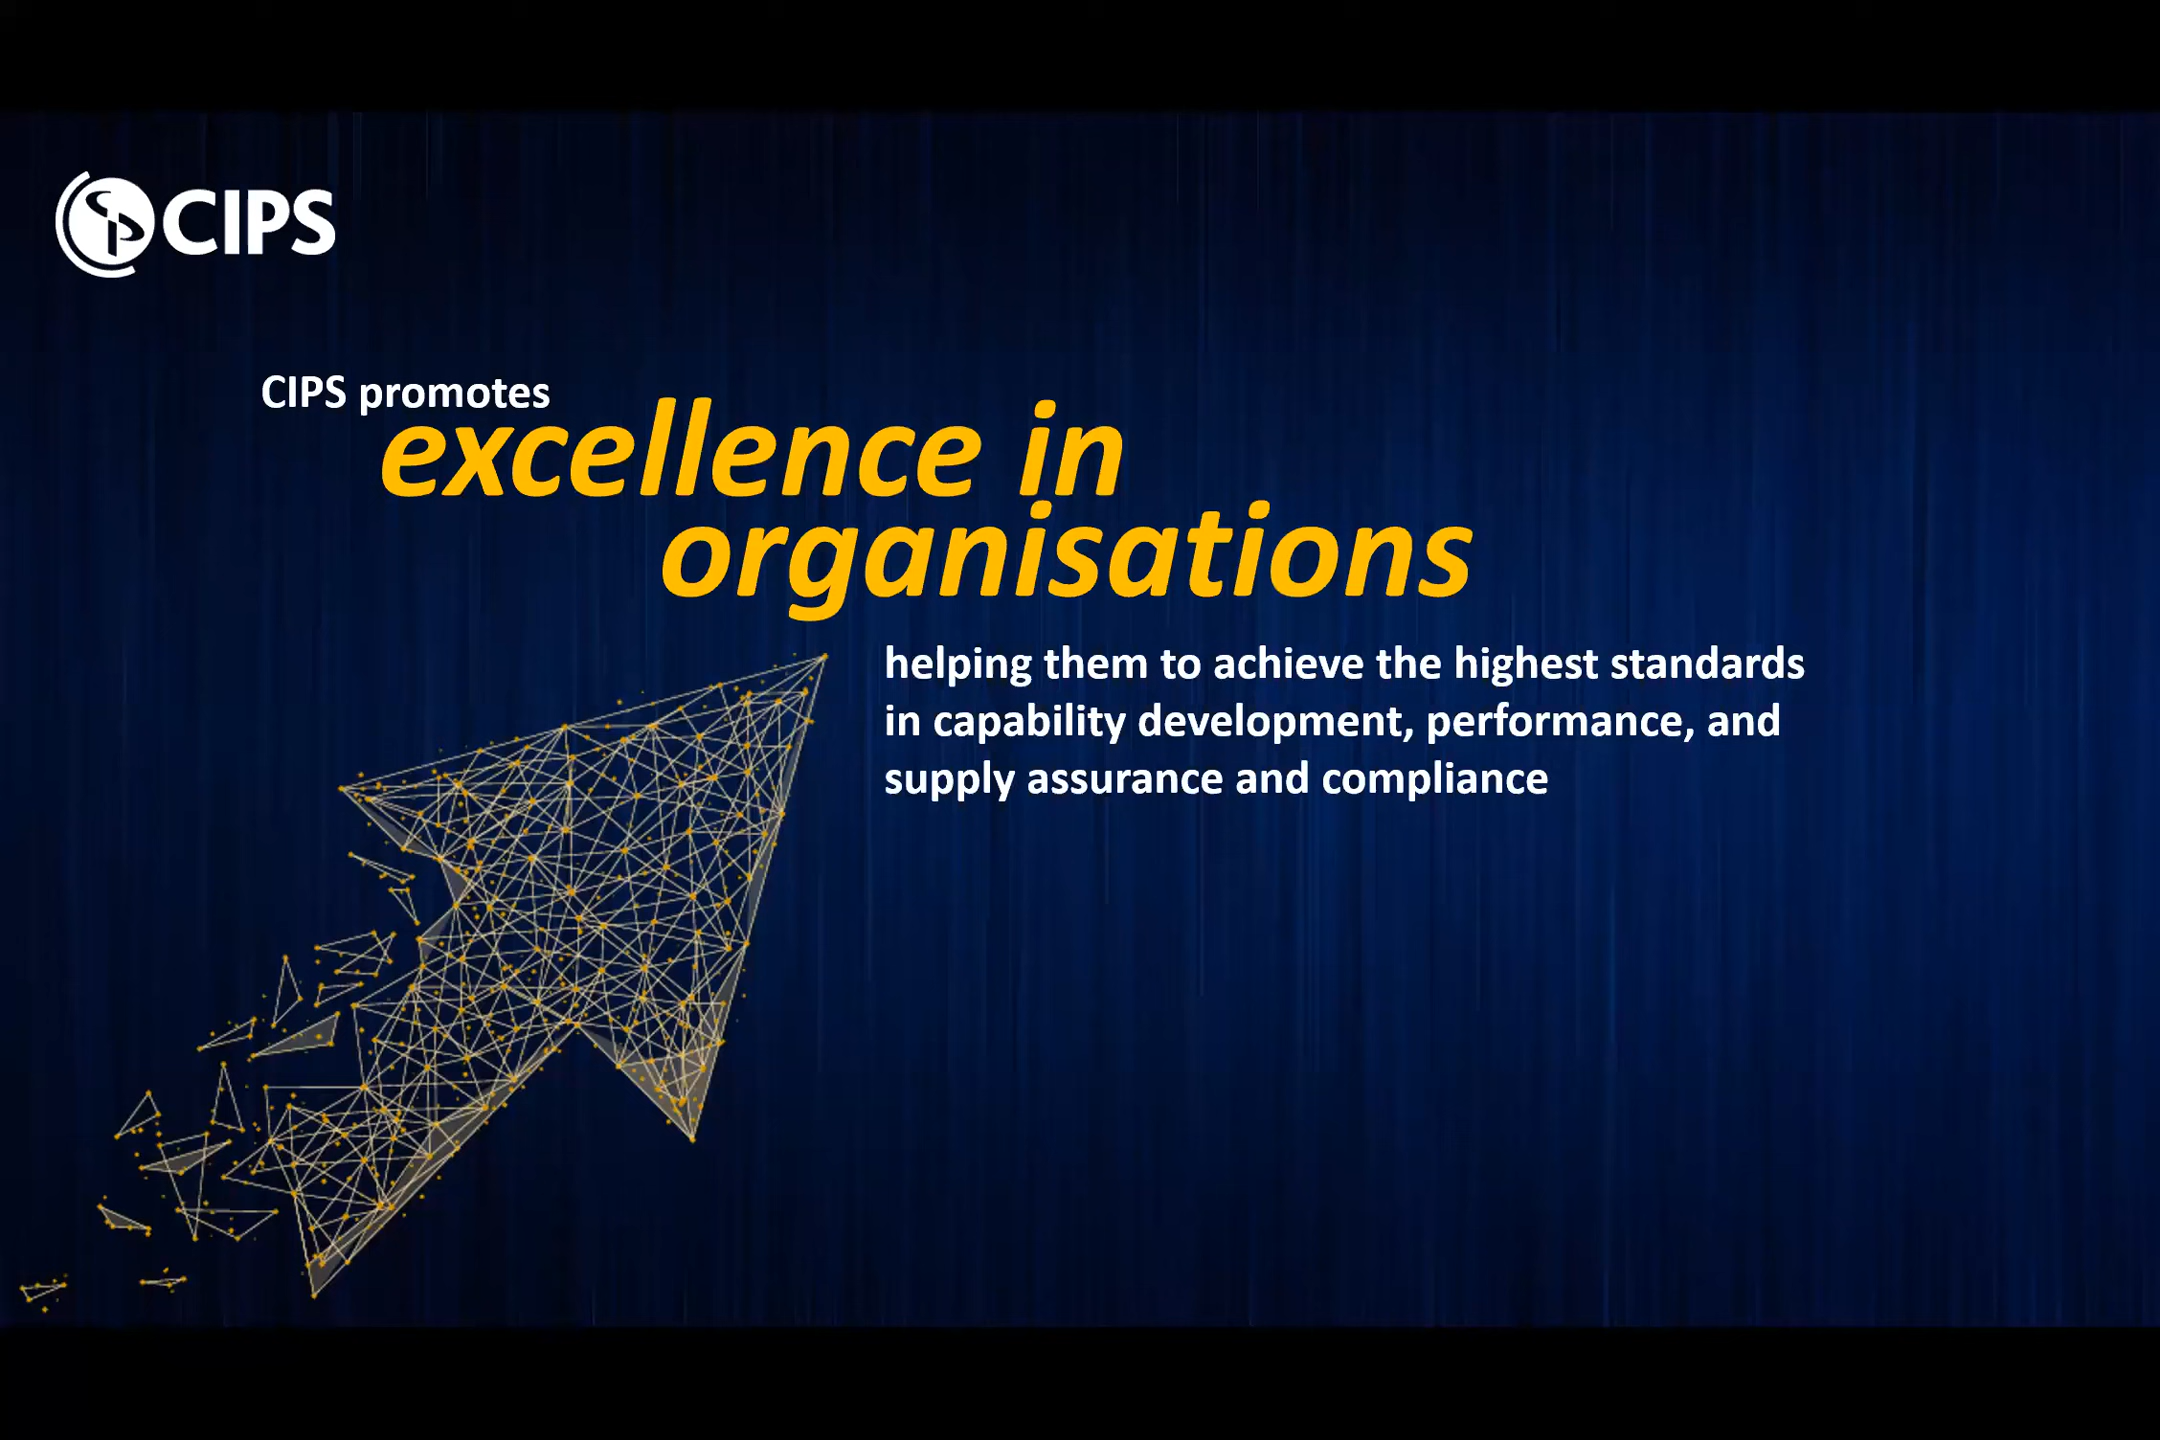 CIPS
CIPS promotes
excellence in
organisations
helping them to achieve the highest standards
in capability development, performance, and
supply assurance and compliance